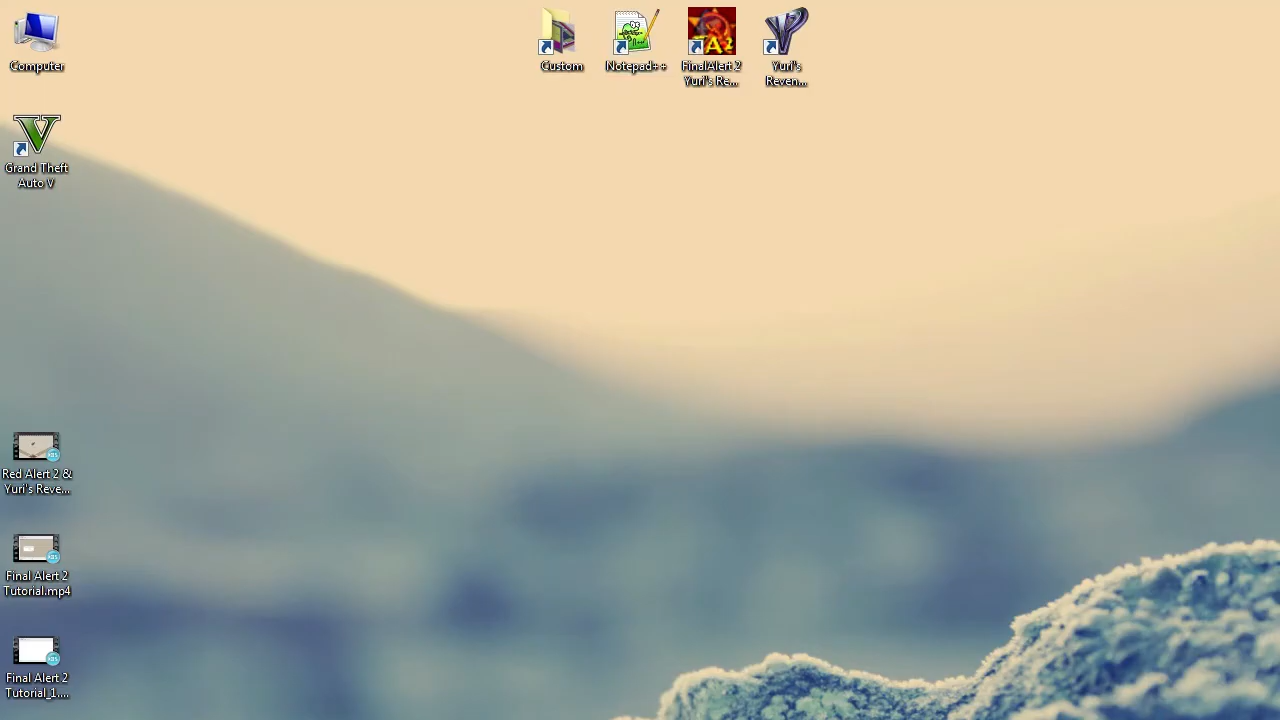 Computer
Custom
Notepad++
FinalAlert 2
Yuri's Re...
Yuri's
Reven...
Grand Theft
Auto V
Red Alert 2 &
Yuri's Reve...
Final Alert 2
Tutorial.mp4
Final Alert 2
Tutorial_1....